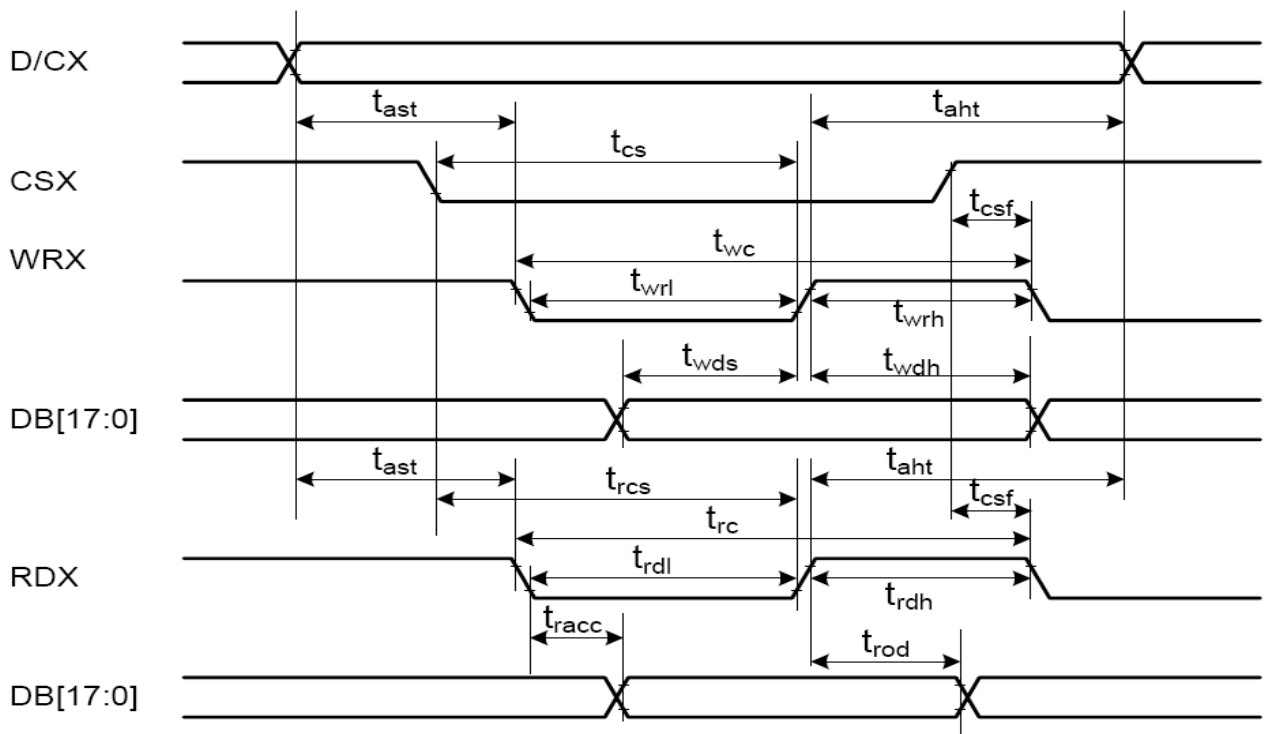 D/CX
tast
taht
tcs
CSX
tcsf
WRX
twc
twrl
twrh
twds
twdh
DB[17:0]
tast
taht
trcs
tcsf
trc
RDX
trdl
trdh
tracc
trod
DB[17:0]